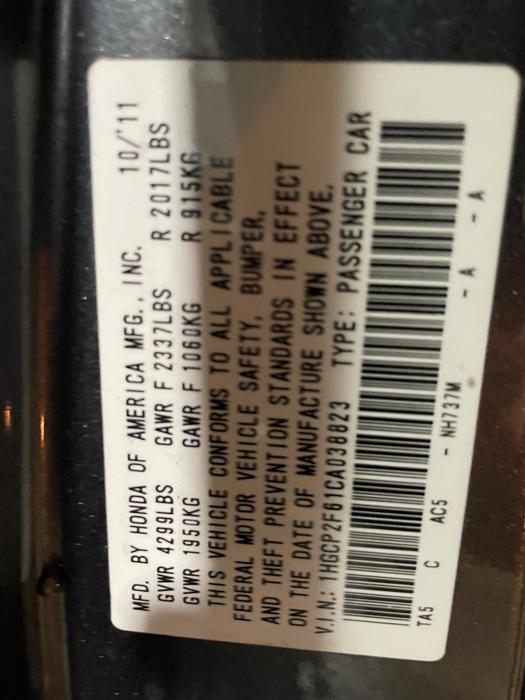 MFD. BY HONDA OF AMERICA MFG., INC. 10/'11
GVWR 4299LBS GAWR F 2337LBS R 2017LBS
GVWR 1950KG GAWR F 1060KG R 915KG
THIS VEHICLE CONFORMS TO ALL APPLICABLE
FEDERAL MOTOR VEHICLE SAFETY, BUMPER,
AND THEFT PREVENTION STANDARDS IN EFFECT
ON THE DATE OF MANUFACTURE SHOWN ABOVE.
V.I.N.: 1HGCP2F61CA038823 TYPE: PASSENGER CAR
TA5 C AC5 - NH737M - A - A